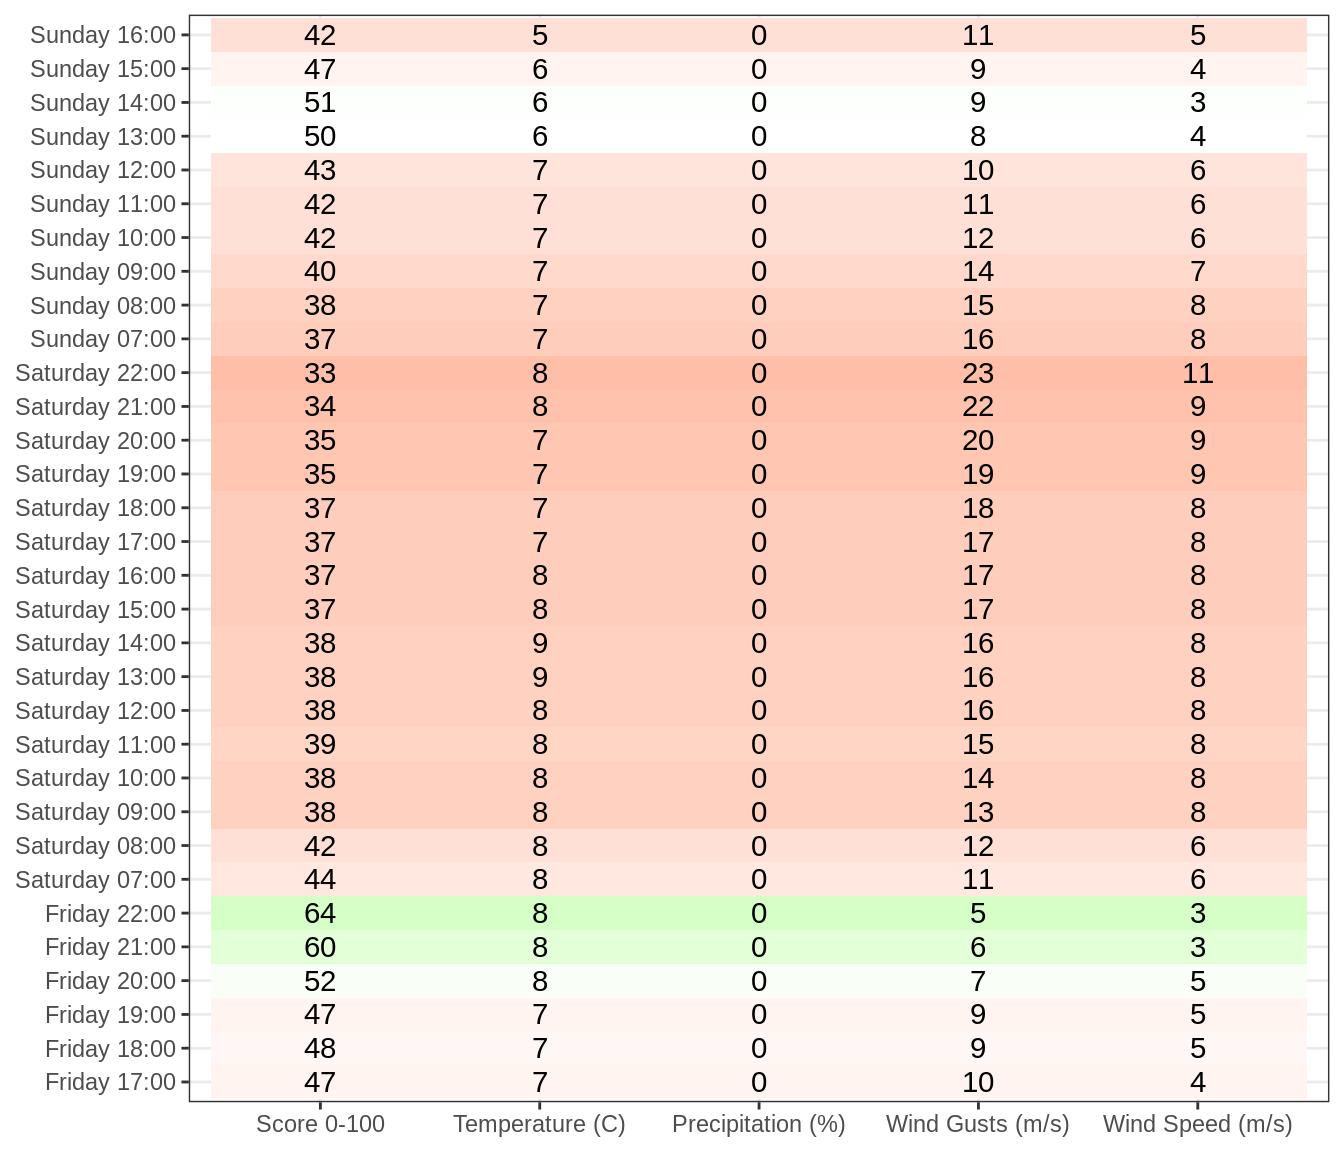 Sunday 16:00 42 5 0 11 5
Sunday 15:00 47 6 0 9 4
Sunday 14:00 51 6 0 9 3
Sunday 13:00 50 6 0 8 4
Sunday 12:00 43 7 0 10 6
Sunday 11:00 42 7 0 11 6
Sunday 10:00 42 7 0 12 6
Sunday 09:00 40 7 0 14 7
Sunday 08:00 38 7 0 15 8
Sunday 07:00 37 7 0 16 8
Saturday 22:00 33 8 0 23 11
Saturday 21:00 34 8 0 22 9
Saturday 20:00 35 7 0 20 9
Saturday 19:00 35 7 0 19 9
Saturday 18:00 37 7 0 18 8
Saturday 17:00 37 7 0 17 8
Saturday 16:00 37 8 0 17 8
Saturday 15:00 37 8 0 17 8
Saturday 14:00 38 9 0 16 8
Saturday 13:00 38 9 0 16 8
Saturday 12:00 38 8 0 16 8
Saturday 11:00 39 8 0 15 8
Saturday 10:00 38 8 0 14 8
Saturday 09:00 38 8 0 13 8
Saturday 08:00 42 8 0 12 6
Saturday 07:00 44 8 0 11 6
Friday 22:00 64 8 0 5 3
Friday 21:00 60 8 0 6 3
Friday 20:00 52 8 0 7 5
Friday 19:00 47 7 0 9 5
Friday 18:00 48 7 0 9 5
Friday 17:00 47 7 0 10 4
Score 0-100 Temperature (C) Precipitation (%) Wind Gusts (m/s) Wind Speed (m/s)